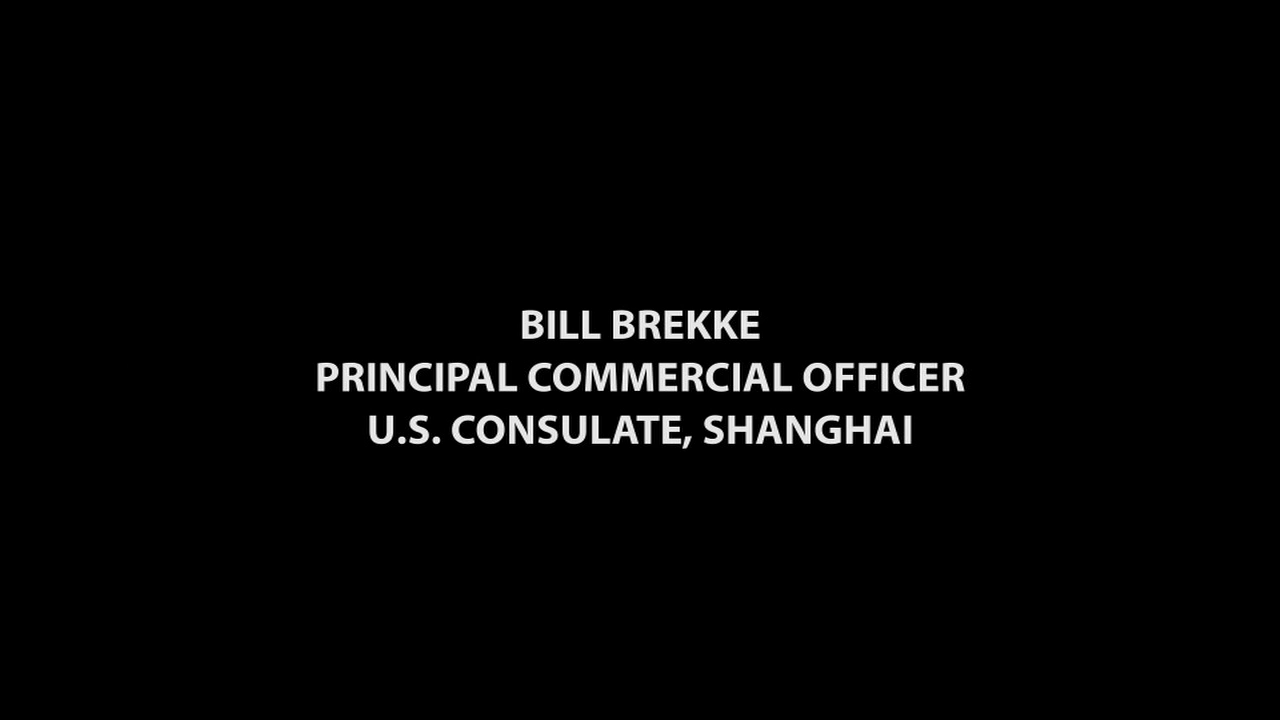 BILL BREKKE
PRINCIPAL COMMERCIAL OFFICER
U.S. CONSULATE, SHANGHAI